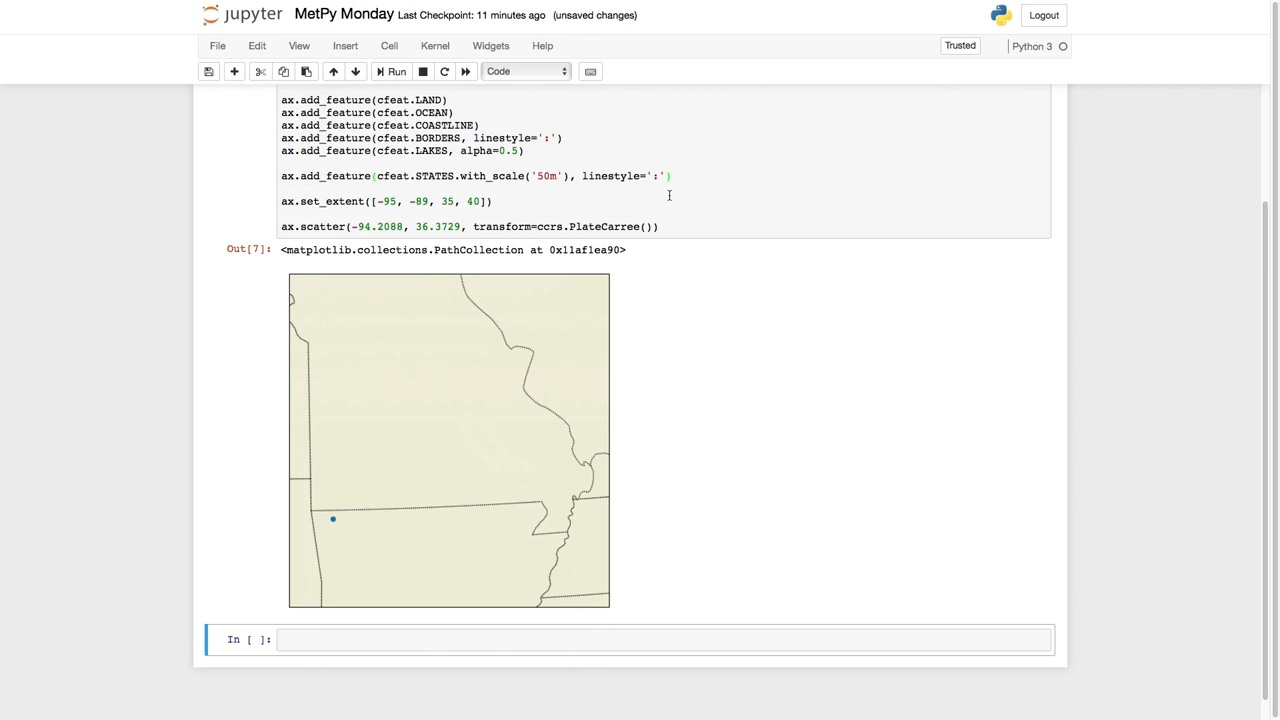 jupyter MetPy Monday Last Checkpoint: 11 minutes ago (unsaved changes) Logout
File Edit View Insert Cell Kernel Widgets Help Trusted Python 3
Run Code
ax.add_feature(cfeat.LAND)
ax.add_feature(cfeat.OCEAN)
ax.add_feature(cfeat.COASTLINE)
ax.add_feature(cfeat.BORDERS, linestyle=':')
ax.add_feature(cfeat.LAKES, alpha=0.5)
ax.add_feature(cfeat.STATES.with_scale('50m'), linestyle=':')
ax.set_extent([-95, -89, 35, 40])
ax.scatter(-94.2088, 36.3729, transform=ccrs.PlateCarree())
Out[7]: <matplotlib.collections.PathCollection at 0x11af1ea90>
In [ ]: